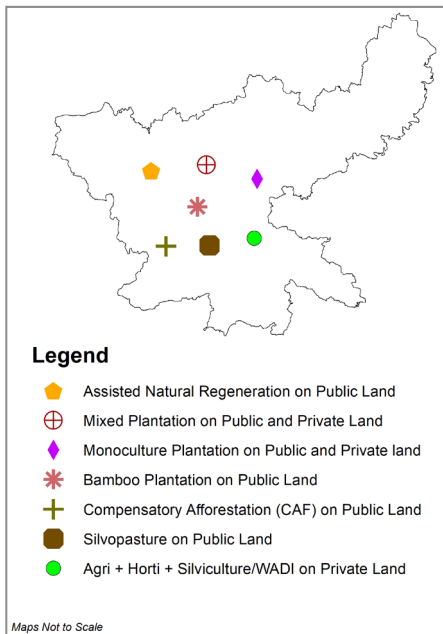 Legend
Assisted Natural Regeneration on Public Land
Mixed Plantation on Public and Private Land
Monoculture Plantation on Public and Private land
Bamboo Plantation on Public Land
Compensatory Afforestation (CAF) on Public Land
Silvopasture on Public Land
Agri + Horti + Silviculture/WADI on Private Land
Maps Not to Scale